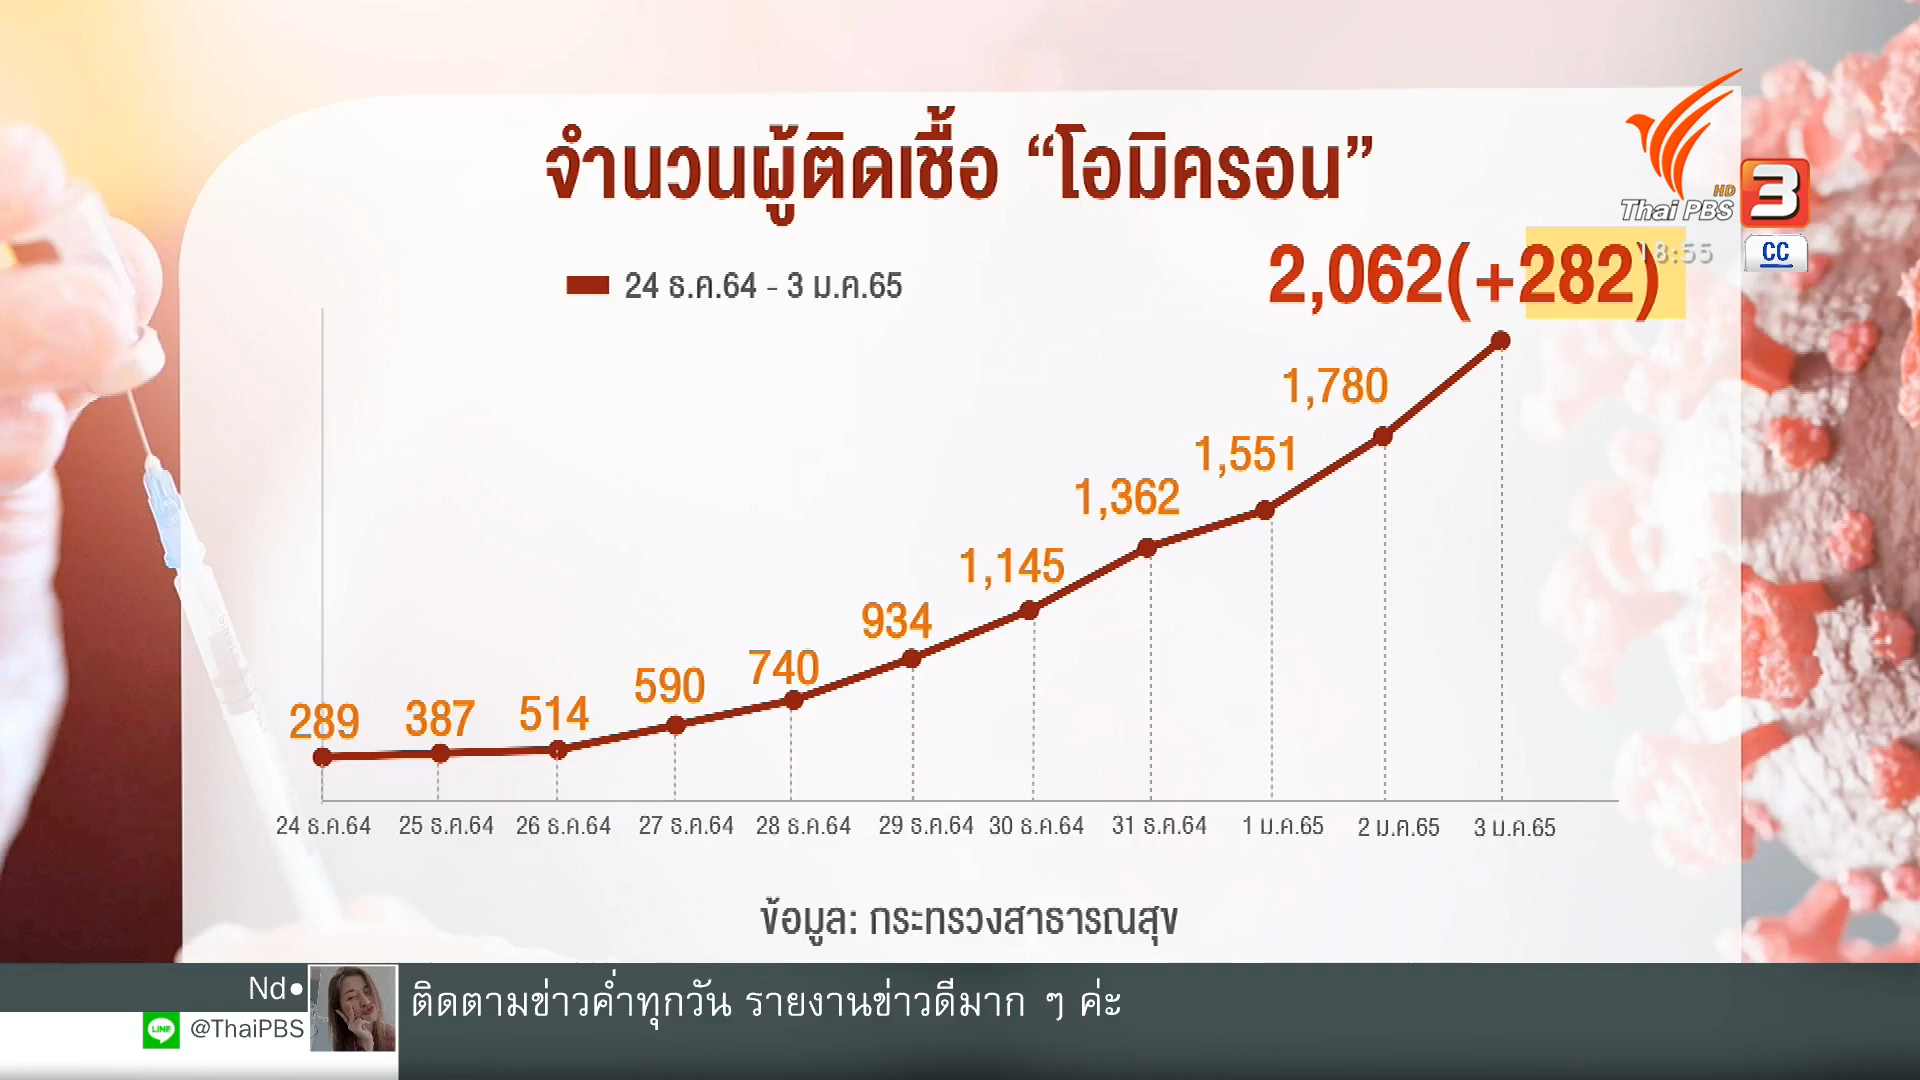 จำนวนผู้ติดเชื้อ “โอมิครอน”
HD
Thai PBS
3
18:55
CC
2,062(+282)
24 ธ.ค.64 - 3 ม.ค.65
1,780
1,551
1,362
1,145
934
740
590
514
387
289
24 ธ.ค.64 25 ธ.ค.64 26 ธ.ค.64 27 ธ.ค.64 28 ธ.ค.64 29 ธ.ค.64 30 ธ.ค.64 31 ธ.ค.64 1 ม.ค.65 2 ม.ค.65 3 ม.ค.65
ข้อมูล: กระทรวงสาธารณสุข
Nd•
ติดตามข่าวค่ำทุกวัน รายงานข่าวดีมาก ๆ ค่ะ
LINE @ThaiPBS